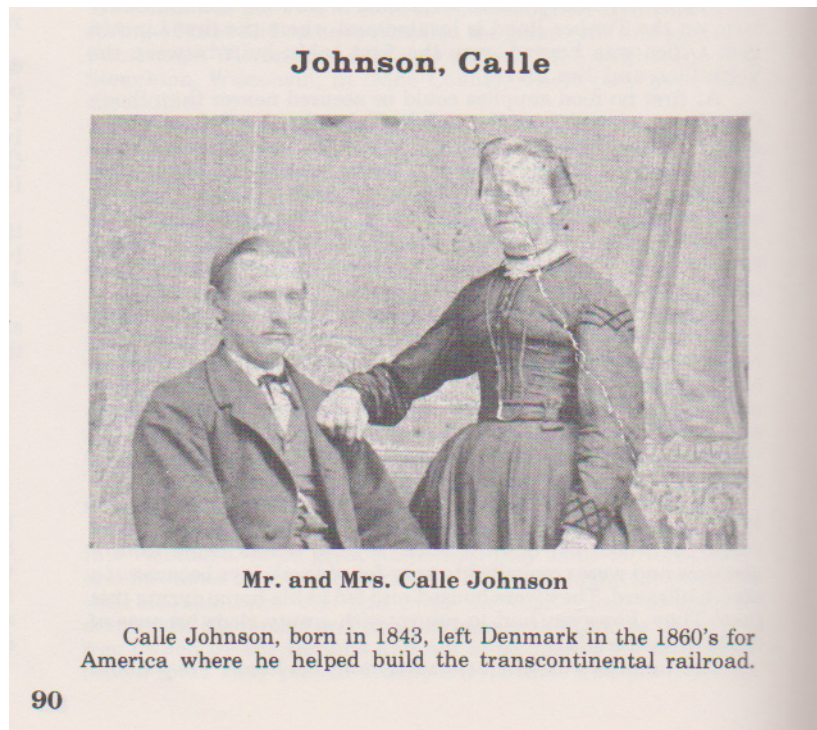 Johnson, Calle
Mr. and Mrs. Calle Johnson
Calle Johnson, born in 1843, left Denmark in the 1860's for
America where he helped build the transcontinental railroad.
90